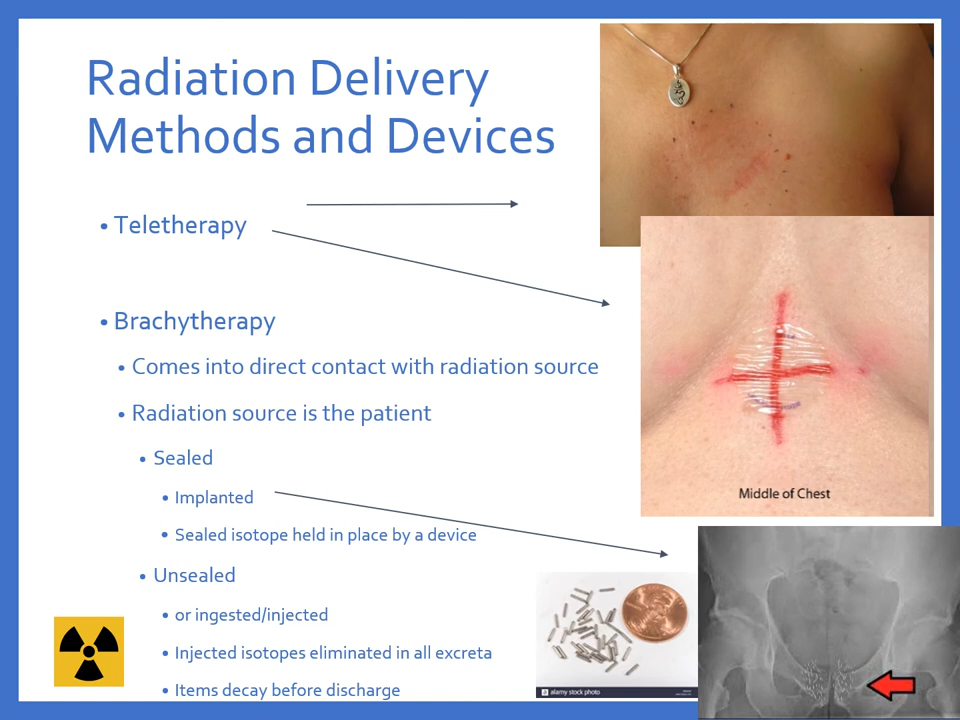 Radiation Delivery
Methods and Devices
• Teletherapy
• Brachytherapy
• Comes into direct contact with radiation source
• Radiation source is the patient
• Sealed
• Implanted
• Sealed isotope held in place by a device
• Unsealed
• or ingested/injected
• Injected isotopes eliminated in all excreta
• Items decay before discharge
Middle of Chest
alamy stock photo